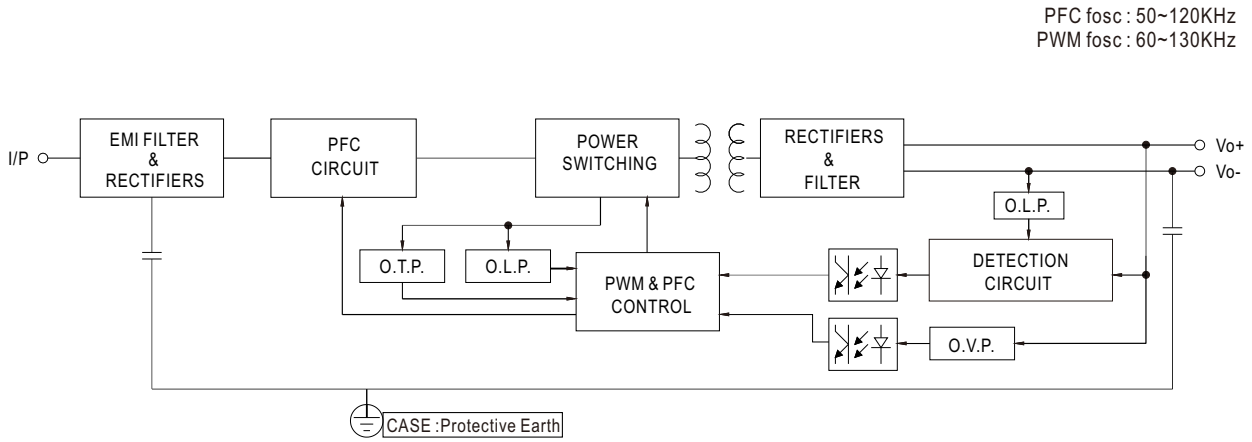 PFC fosc : 50~120KHz
PWM fosc : 60~130KHz
I/P
EMI FILTER
&
RECTIFIERS
PFC
CIRCUIT
POWER
SWITCHING
RECTIFIERS
&
FILTER
Vo+
Vo-
O.L.P.
O.T.P.
O.L.P.
PWM & PFC
CONTROL
DETECTION
CIRCUIT
O.V.P.
CASE : Protective Earth